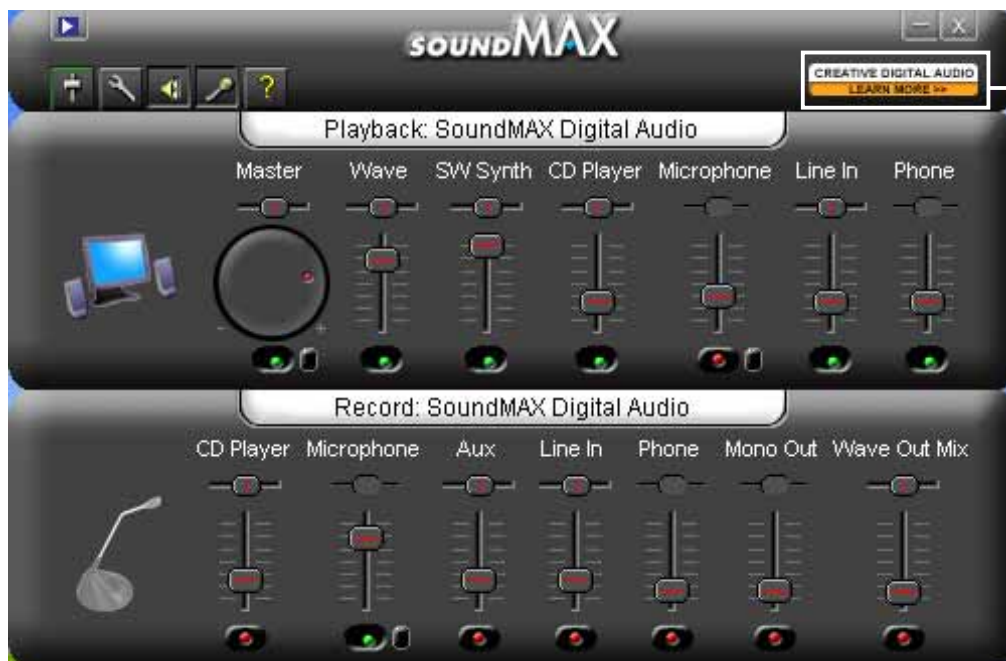 SOUNDMAX
X
?
CREATIVE DIGITAL AUDIO
LEARN MORE >>
Playback: SoundMAX Digital Audio
Master Wave SW Synth CD Player Microphone Line In Phone
- +
Record: SoundMAX Digital Audio
CD Player Microphone Aux Line In Phone Mono Out Wave Out Mix